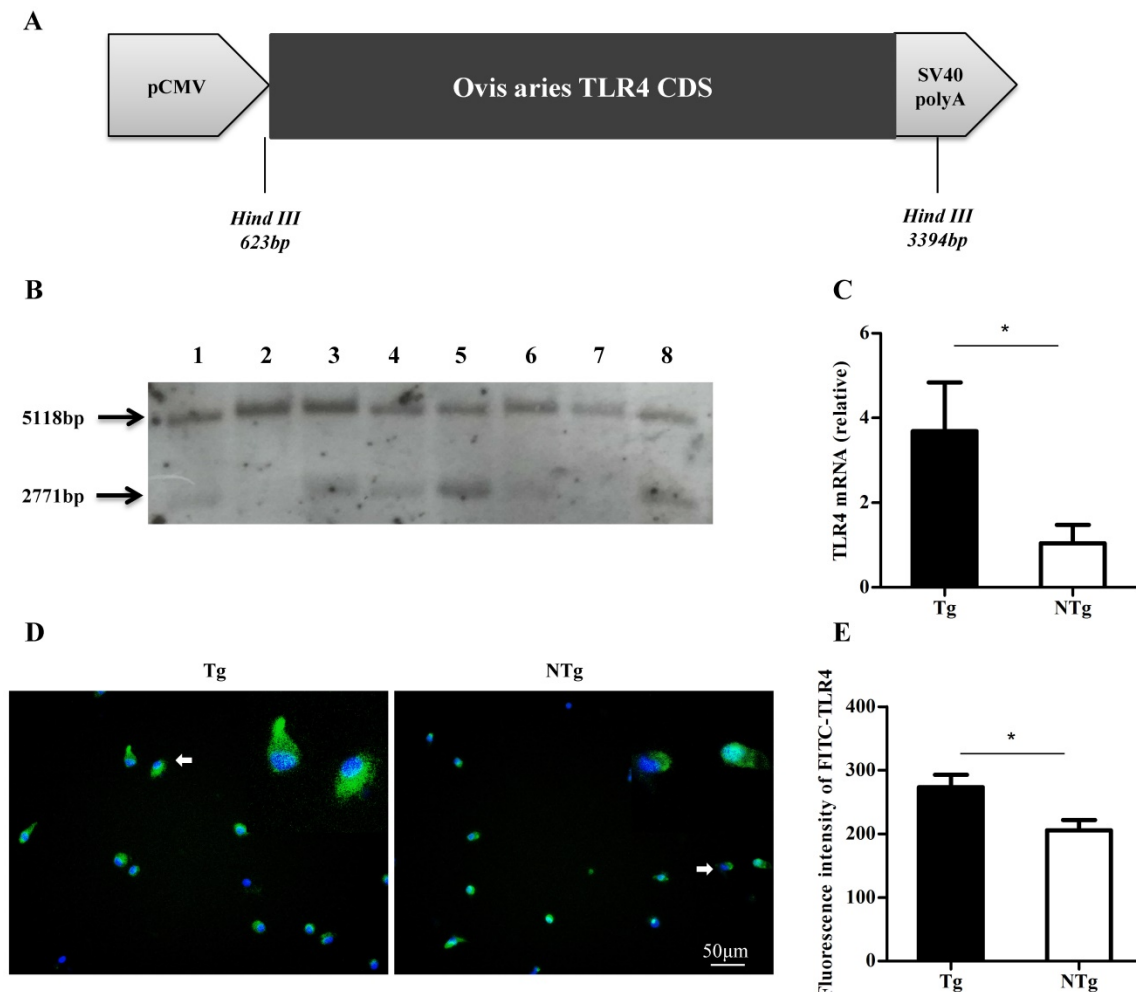 A
pCMV
Ovis aries TLR4 CDS
SV40
polyA
Hind III
623bp
Hind III
3394bp
B
1 2 3 4 5 6 7 8
5118bp
2771bp
C
TLR4 mRNA (relative)
6
4
2
0
*
Tg NTg
D
Tg NTg
50μm
E
Fluorescence intensity of FITC-TLR4
400
300
200
100
0
*
Tg NTg